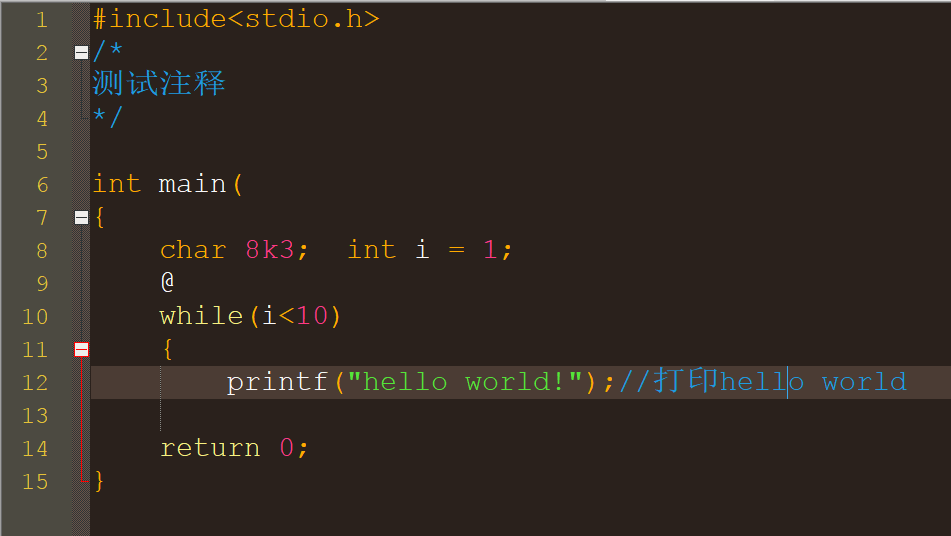 1 #include<stdio.h>
2 /*
3 测试注释
4 */
5
6 int main(
7 {
8     char 8k3;  int i = 1;
9     @
10     while(i<10)
11     {
12         printf("hello world!");//打印hello world
13
14     return 0;
15 }